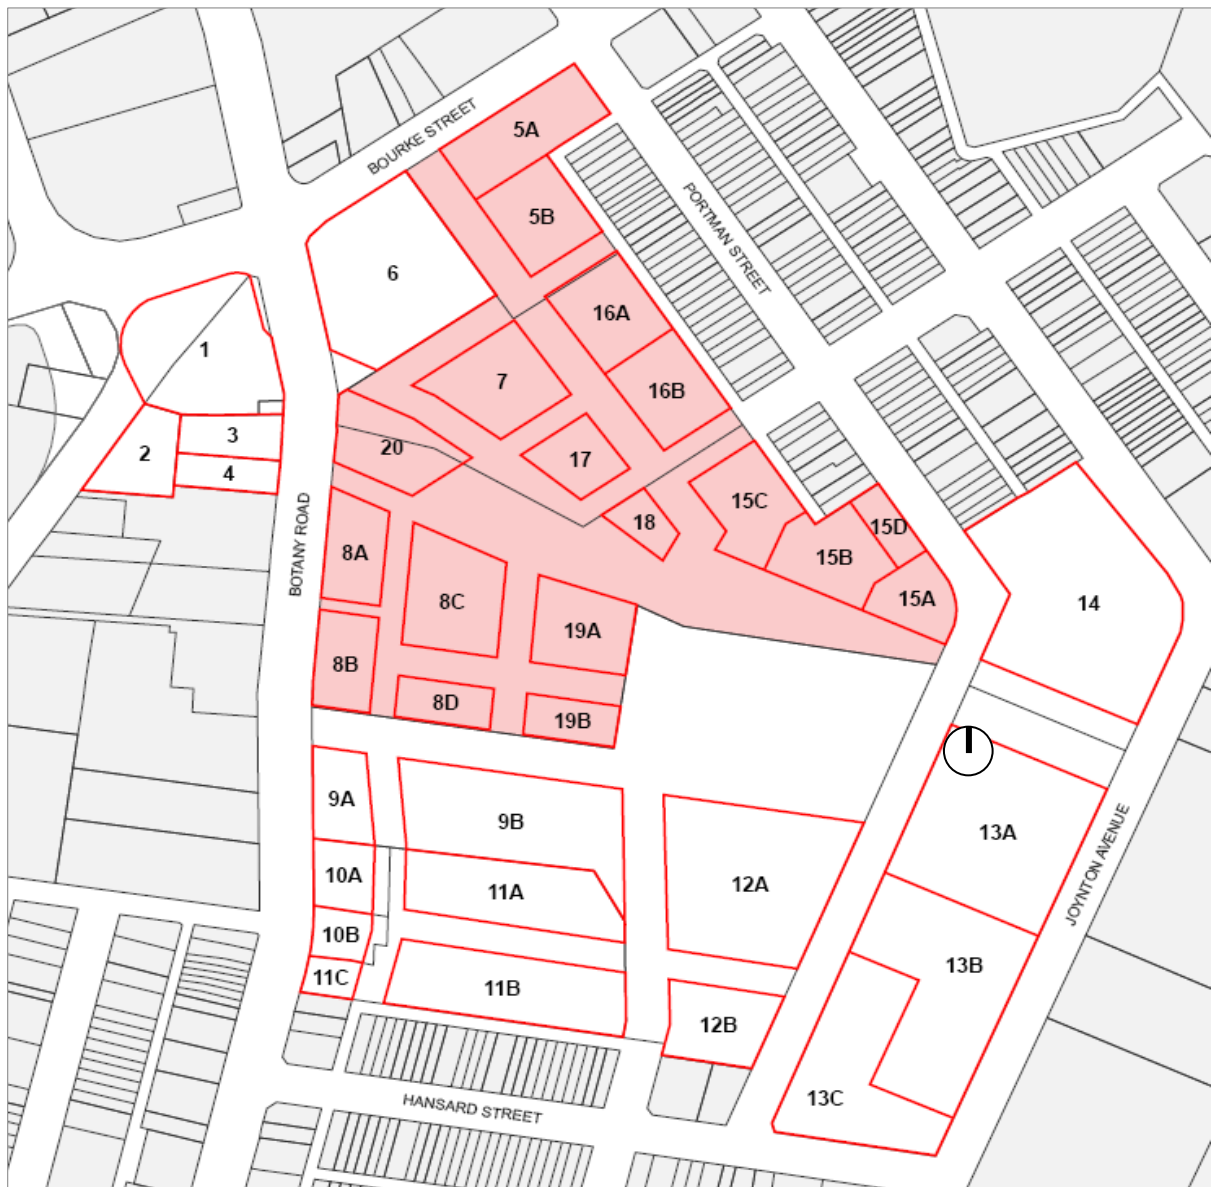 BOURKE STREET
5A
5B
PORTMAN STREET
6
16A
1
7
16B
3
20
2
17
4
15C
18
15D
BOTANY ROAD
8A
15B
8C
15A
14
19A
8B
8D
19B
9A
9B
13A
JOYNTON AVENUE
10A
11A
12A
10B
13B
11C
11B
12B
13C
HANSARD STREET